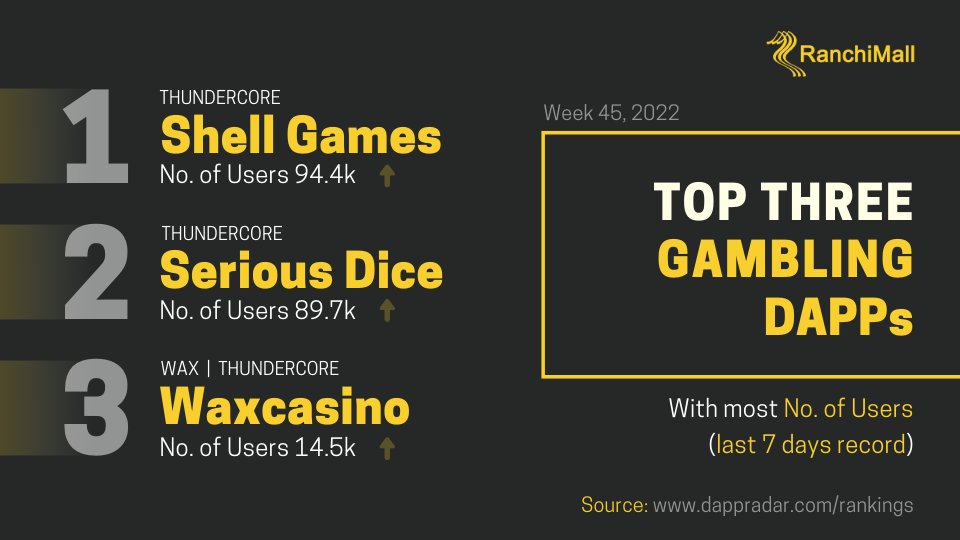 RanchiMall
Week 45, 2022
TOP THREE
GAMBLING
DAPPs
With most No. of Users
(last 7 days record)
Source: www.dappradar.com/rankings
1
THUNDERCORE
Shell Games
No. of Users 94.4k
2
THUNDERCORE
Serious Dice
No. of Users 89.7k
3
WAX | THUNDERCORE
Waxcasino
No. of Users 14.5k